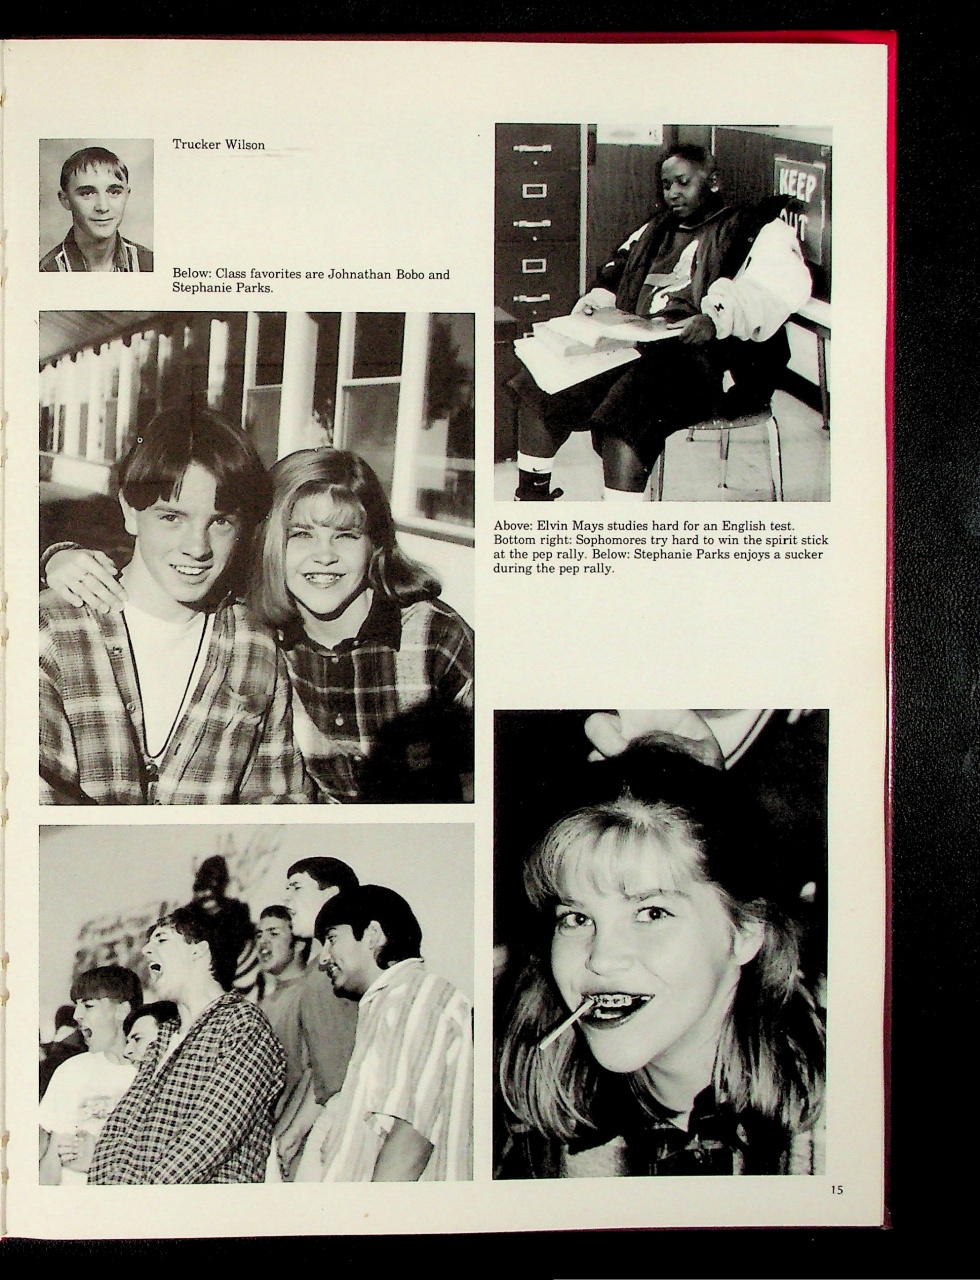 Trucker Wilson
Below: Class favorites are Johnathan Bobo and
Stephanie Parks.
KEEP
OUT
Above: Elvin Mays studies hard for an English test.
Bottom right: Sophomores try hard to win the spirit stick
at the pep rally. Below: Stephanie Parks enjoys a sucker
during the pep rally.
15